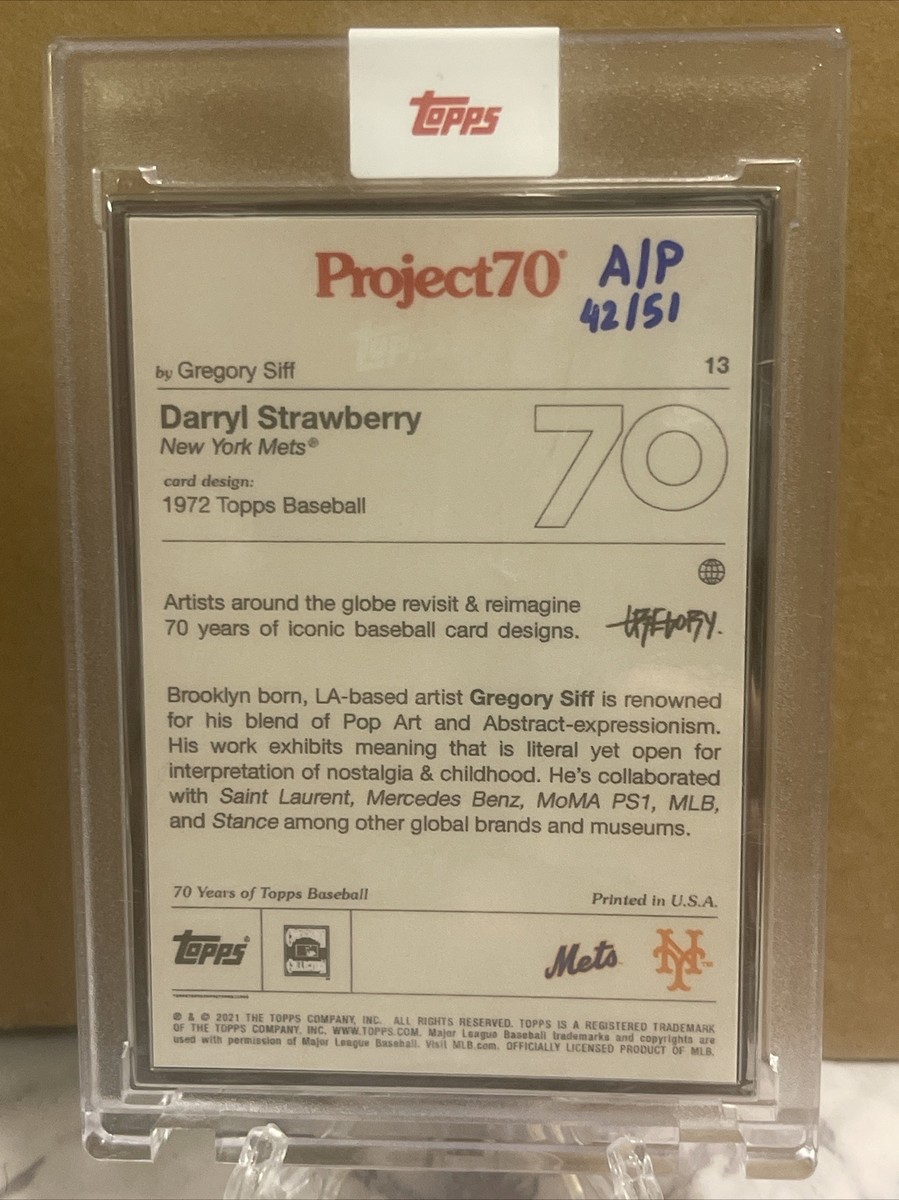 TOPPS
Project70® A/P
42/51
by Gregory Siff 13
Darryl Strawberry
New York Mets®
card design:
1972 Topps Baseball
70
Artists around the globe revisit & reimagine
70 years of iconic baseball card designs. GREGORY.
Brooklyn born, LA-based artist Gregory Siff is renowned
for his blend of Pop Art and Abstract-expressionism.
His work exhibits meaning that is literal yet open for
interpretation of nostalgia & childhood. He's collaborated
with Saint Laurent, Mercedes Benz, MoMA PS1, MLB,
and Stance among other global brands and museums.
70 Years of Topps Baseball Printed in U.S.A.
TOPPS® Mets NY™
℗ & © 2021 THE TOPPS COMPANY, INC. ALL RIGHTS RESERVED. TOPPS IS A REGISTERED TRADEMARK
OF THE TOPPS COMPANY, INC. WWW.TOPPS.COM. Major League Baseball trademarks and copyrights are
used with permission of Major League Baseball. Visit MLB.com. OFFICIALLY LICENSED PRODUCT OF MLB.